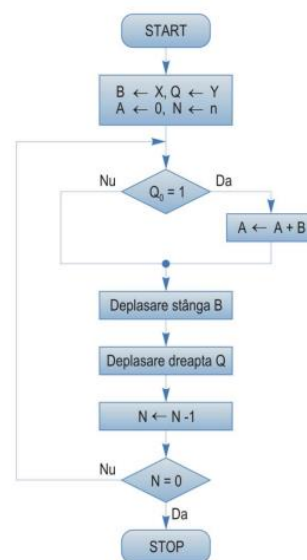 START
B ← X, Q ← Y
A ← 0, N ← n
Nu
Da
Q₀ = 1
A ← A + B
Deplasare stânga B
Deplasare dreapta Q
N ← N -1
Nu
N = 0
Da
STOP